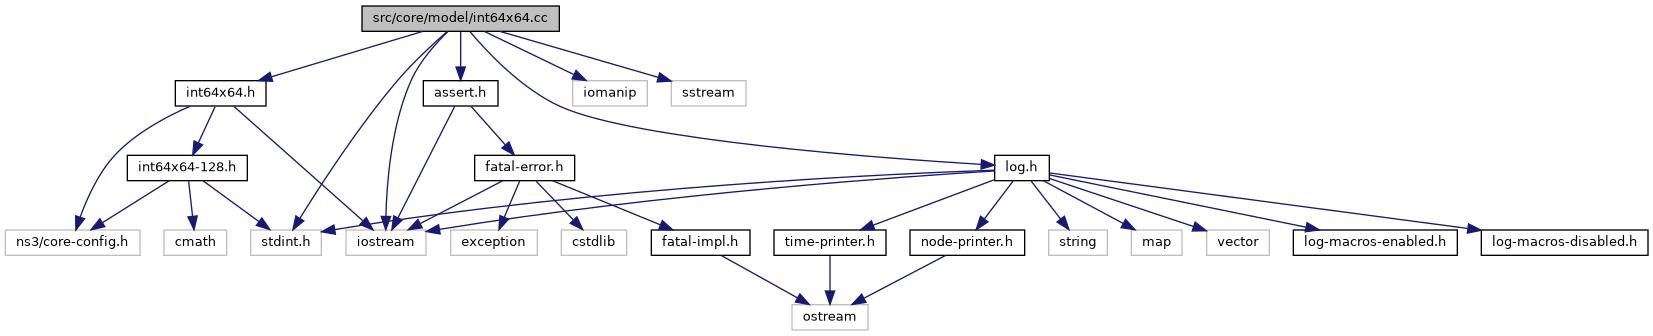 src/core/model/int64x64.cc
int64x64.h
assert.h
iomanip
sstream
int64x64-128.h
fatal-error.h
log.h
ns3/core-config.h
cmath
stdint.h
iostream
exception
cstdlib
fatal-impl.h
time-printer.h
node-printer.h
string
map
vector
log-macros-enabled.h
log-macros-disabled.h
ostream